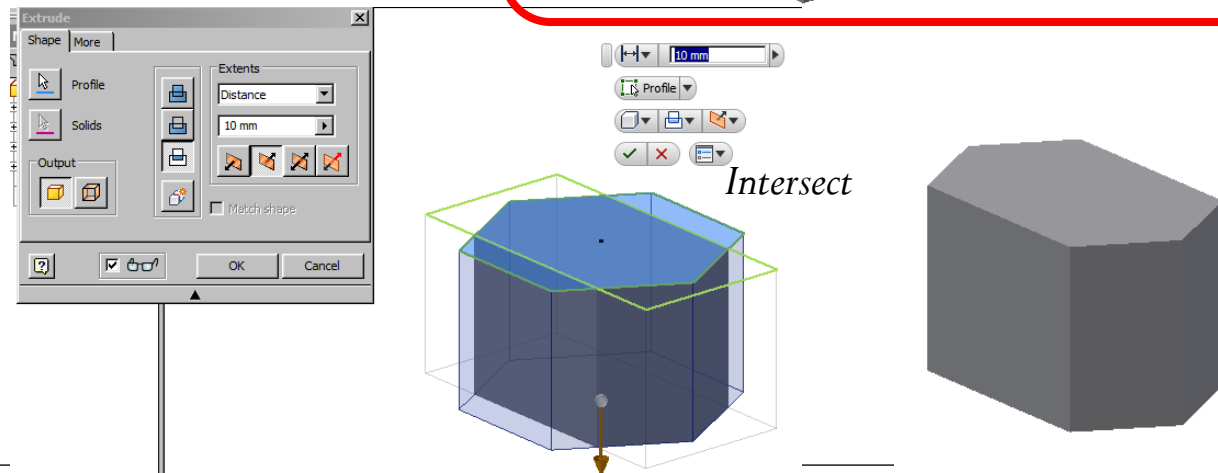 Extrude
Shape More
Profile
Solids
Output
Extents
Distance
10 mm
Match shape
OK Cancel
10 mm
Profile
Intersect